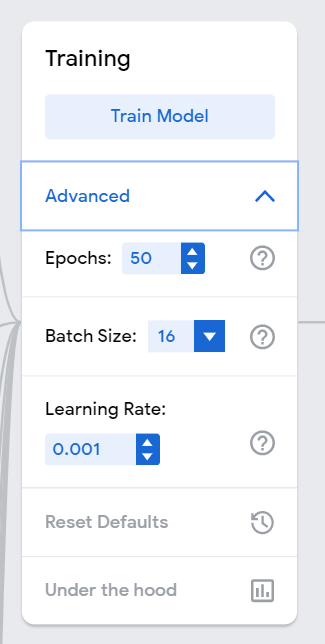 Training
Train Model
Advanced
Epochs: 50
Batch Size: 16
Learning Rate:
0.001
Reset Defaults
Under the hood